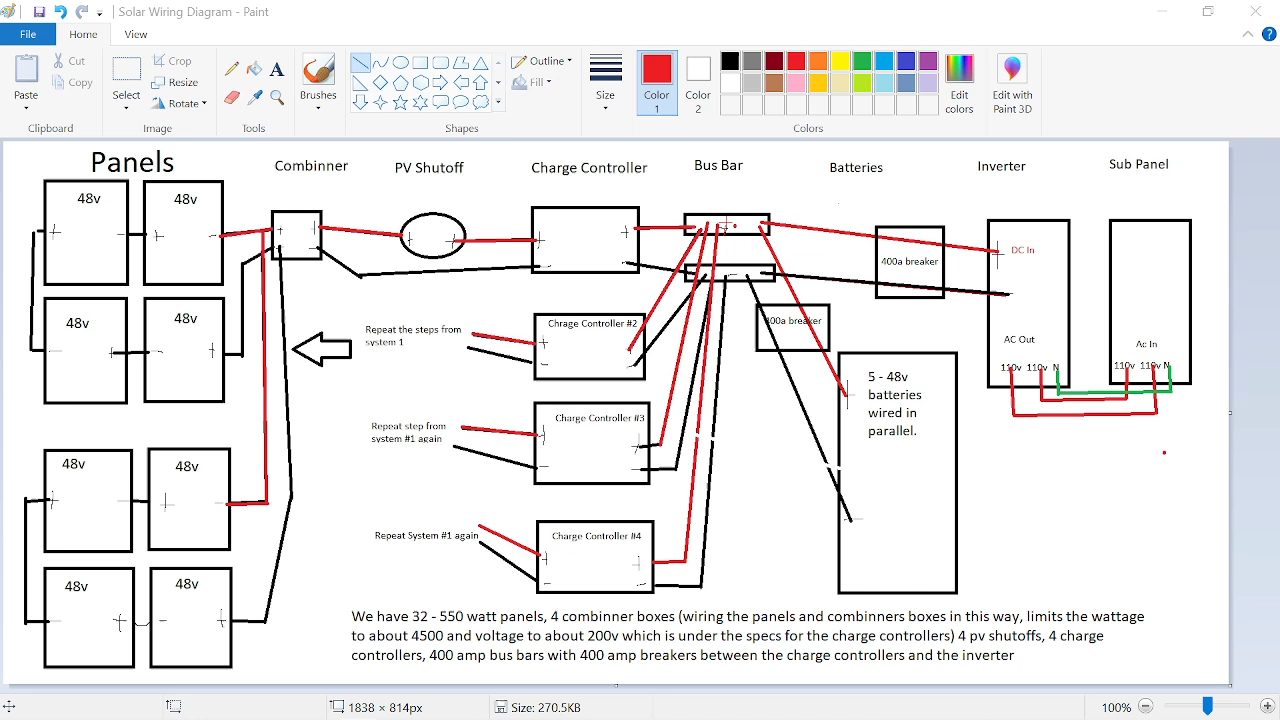 Solar Wiring Diagram - Paint
File
Home
View
Paste
Cut
Copy
Clipboard
Select
Crop
Resize
Rotate
Image
Tools
Brushes
Shapes
Outline
Fill
Size
Color
1
Color
2
Colors
Edit
colors
Edit with
Paint 3D
Panels
Combinner
PV Shutoff
Charge Controller
Bus Bar
Batteries
Inverter
Sub Panel
48v
48v
48v
48v
48v
48v
48v
48v
Repeat the steps from
system 1
Chrage Controller #2
Repeat step from
system #1 again
Charge Controller #3
Repeat System #1 again
Charge Controller #4
400a breaker
400a breaker
5 - 48v
batteries
wired in
parallel.
DC In
AC Out
110v 110v N
Ac In
110v 110v N
We have 32 - 550 watt panels, 4 combinner boxes (wiring the panels and combinners boxes in this way, limits the wattage
to about 4500 and voltage to about 200v which is under the specs for the charge controllers) 4 pv shutoffs, 4 charge
controllers, 400 amp bus bars with 400 amp breakers between the charge controllers and the inverter
1838 × 814px
Size: 270.5KB
100%